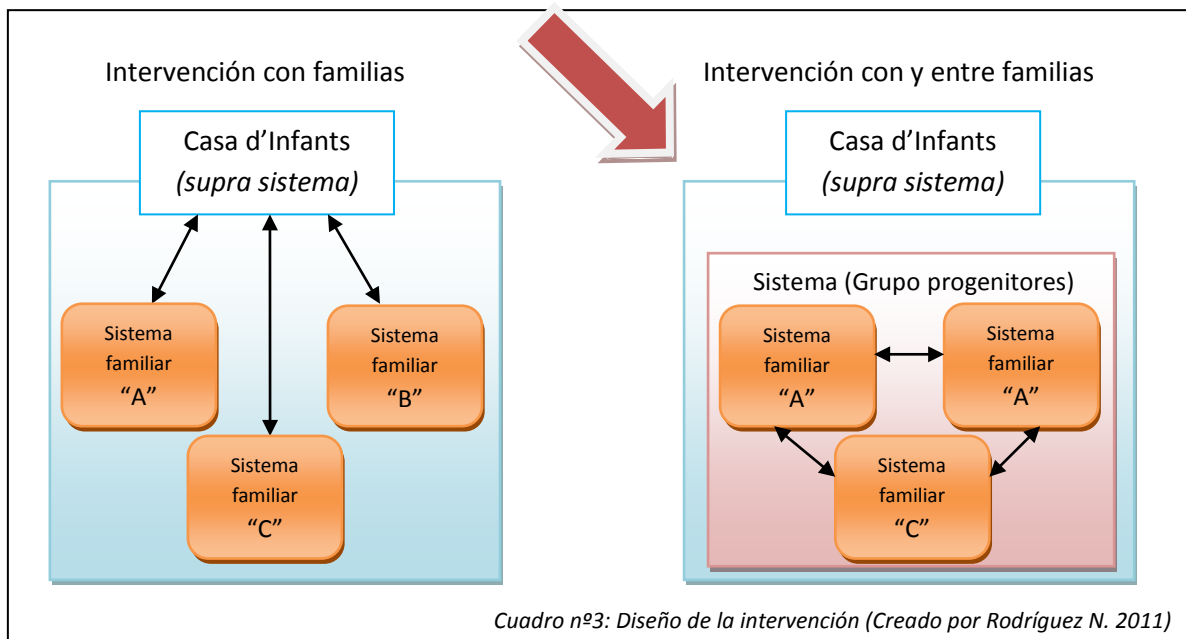 Intervención con familias
Casa d’Infants
(supra sistema)
Sistema
familiar
“A”
Sistema
familiar
“B”
Sistema
familiar
“C”
Intervención con y entre familias
Casa d’Infants
(supra sistema)
Sistema (Grupo progenitores)
Sistema
familiar
“A”
Sistema
familiar
“A”
Sistema
familiar
“C”
Cuadro nº3: Diseño de la intervención (Creado por Rodríguez N. 2011)